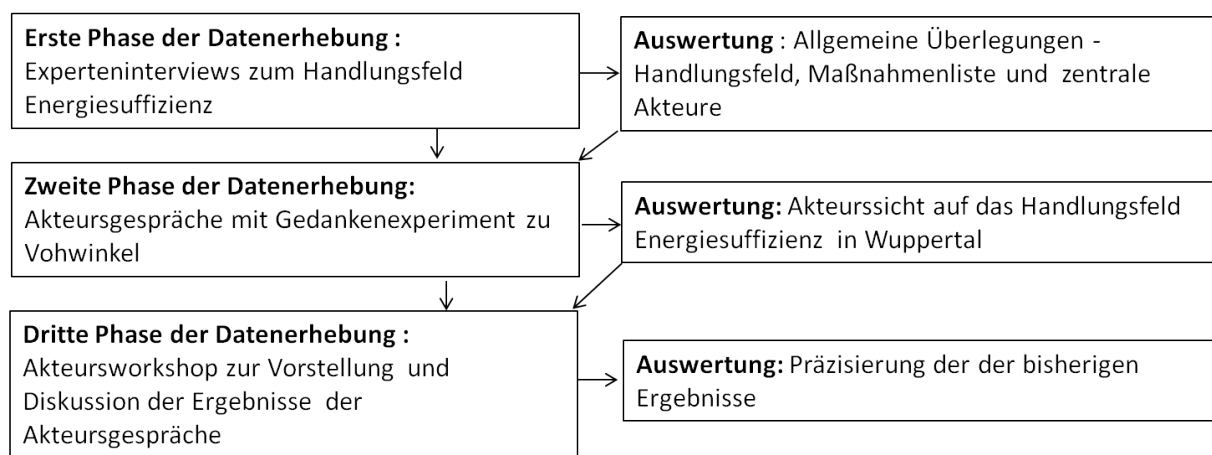 Erste Phase der Datenerhebung :
Experteninterviews zum Handlungsfeld
Energiesuffizienz
Auswertung : Allgemeine Überlegungen -
Handlungsfeld, Maßnahmenliste und zentrale
Akteure
Zweite Phase der Datenerhebung:
Akteursgespräche mit Gedankenexperiment zu
Vohwinkel
Auswertung: Akteurssicht auf das Handlungsfeld
Energiesuffizienz in Wuppertal
Dritte Phase der Datenerhebung :
Akteursworkshop zur Vorstellung und
Diskussion der Ergebnisse der
Akteursgespräche
Auswertung: Präzisierung der der bisherigen
Ergebnisse